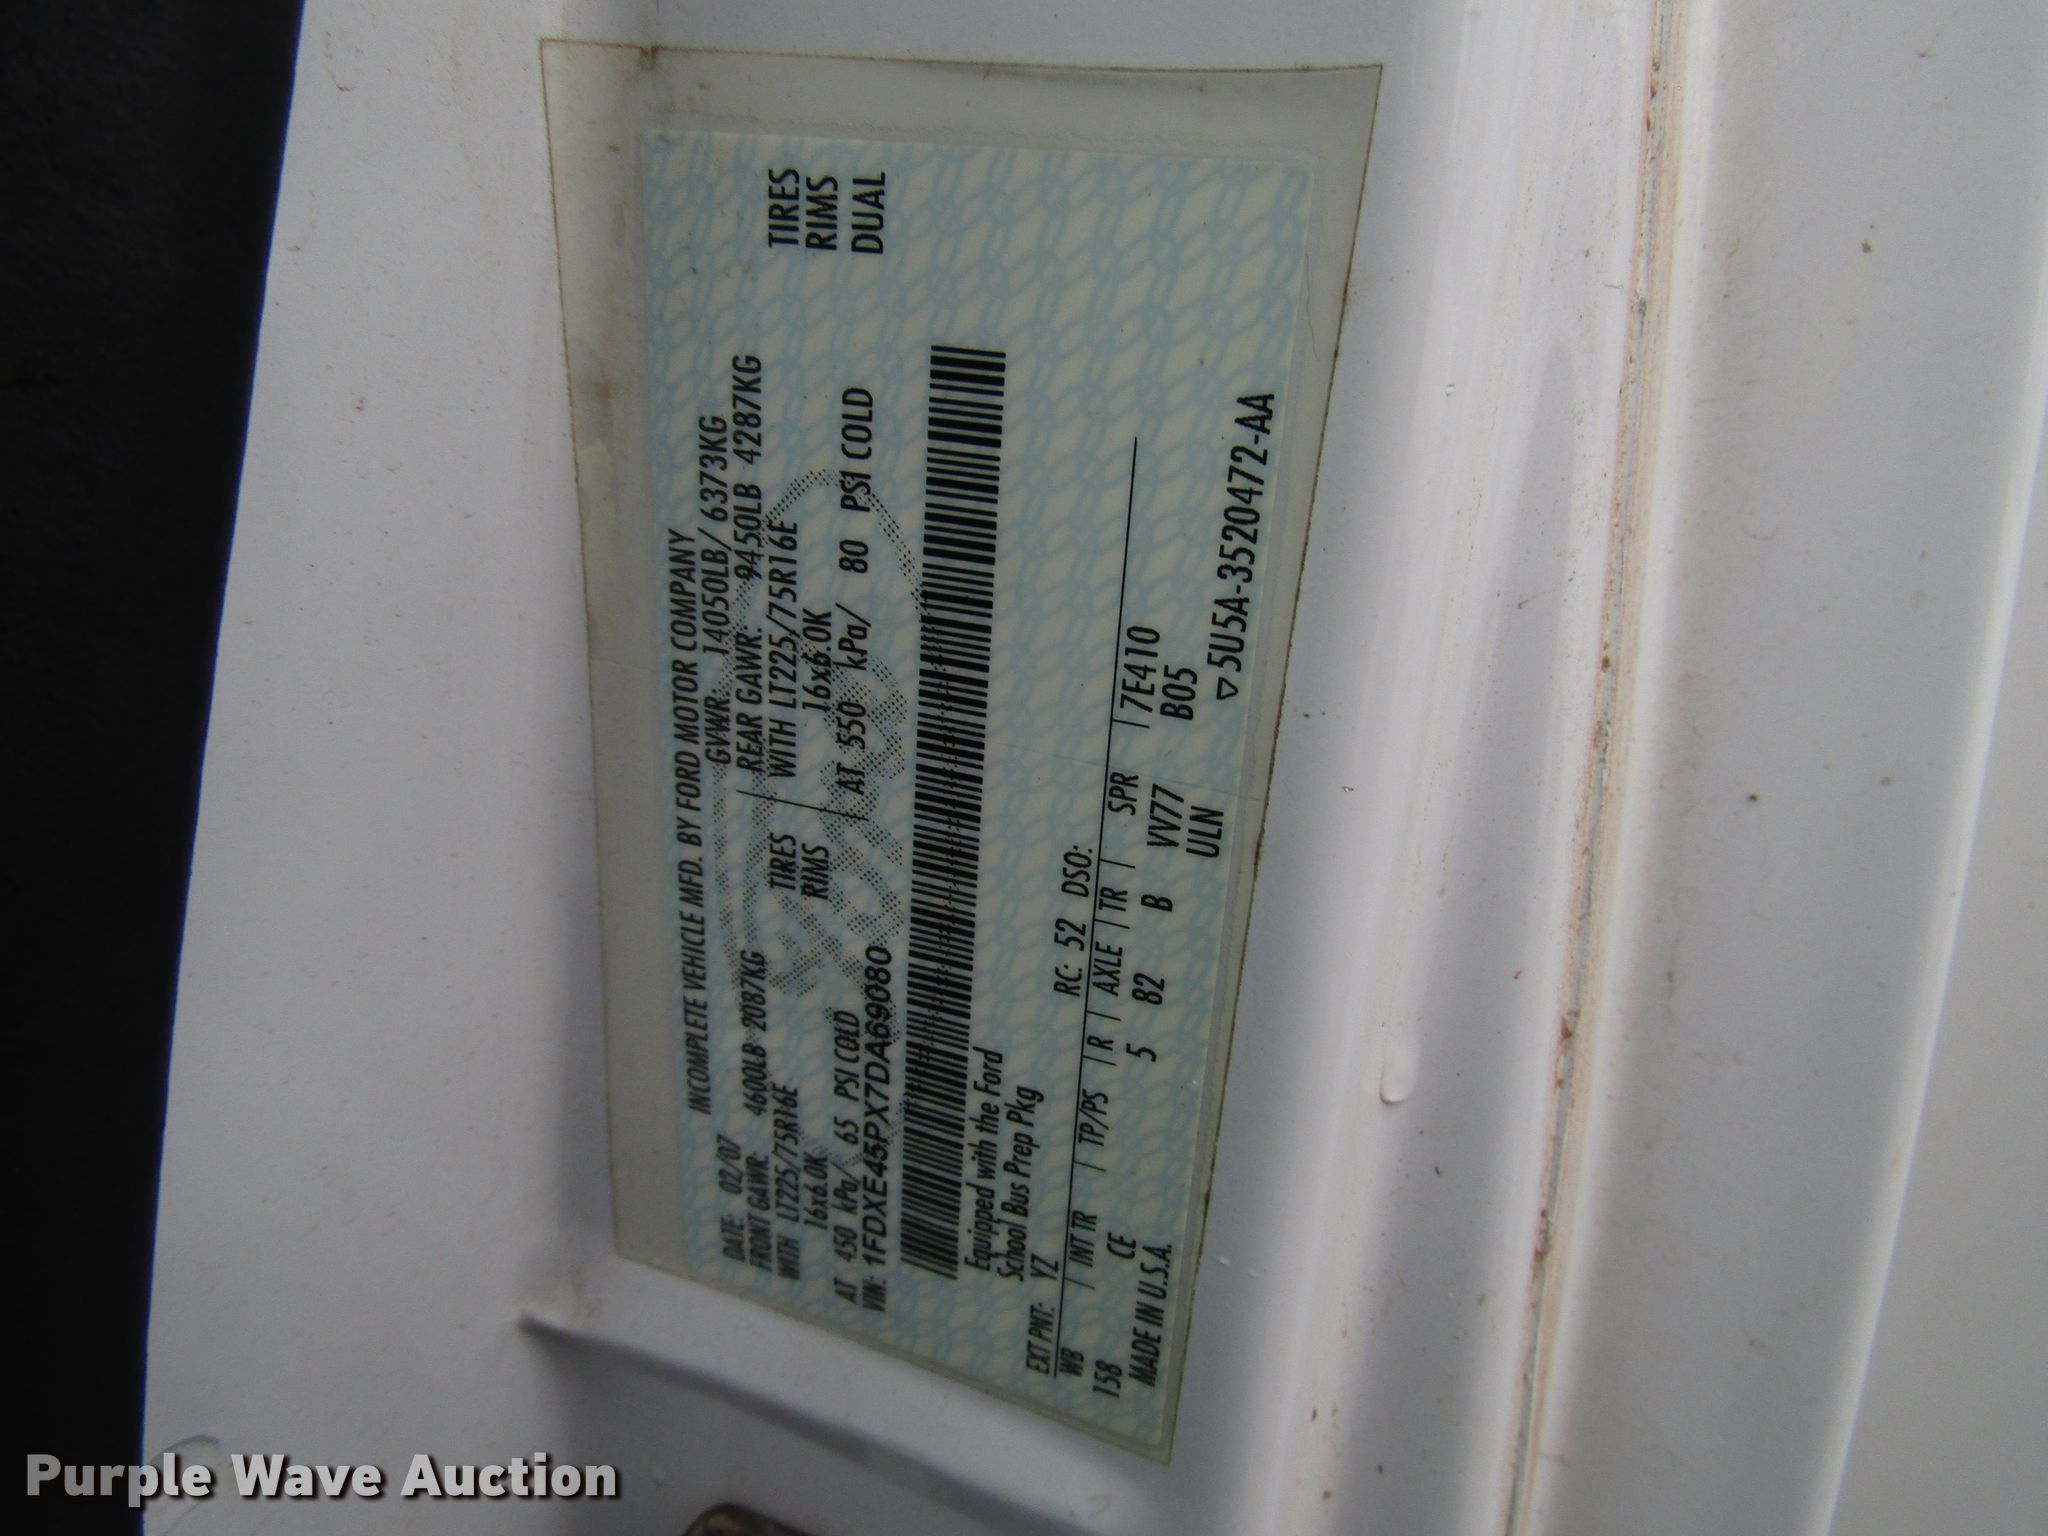 INCOMPLETE VEHICLE MFD. BY FORD MOTOR COMPANY
DATE: 02/07 GVWR: 14050LB/ 6373KG
FRONT GAWR: 4600LB 2087KG REAR GAWR: 9450LB 4287KG
WITH LT225/75R16E TIRES WITH LT225/75R16E TIRES
16x6.0K RIMS 16x6.0K RIMS
AT 450 kPa/ 65 PSI COLD AT 550 kPa/ 80 PSI COLD DUAL
VIN: 1FDXE45PX7DA69080
Equipped with the Ford
School Bus Prep Pkg
EXT PNT: YZ RC: 52 DSO:
WB | INT TR | TP/PS | R | AXLE | TR | SPR | 7E410
158 CE 5 82 B VV77 B05
MADE IN U.S.A. ULN
▽5U5A-3520472-AA
Purple Wave Auction